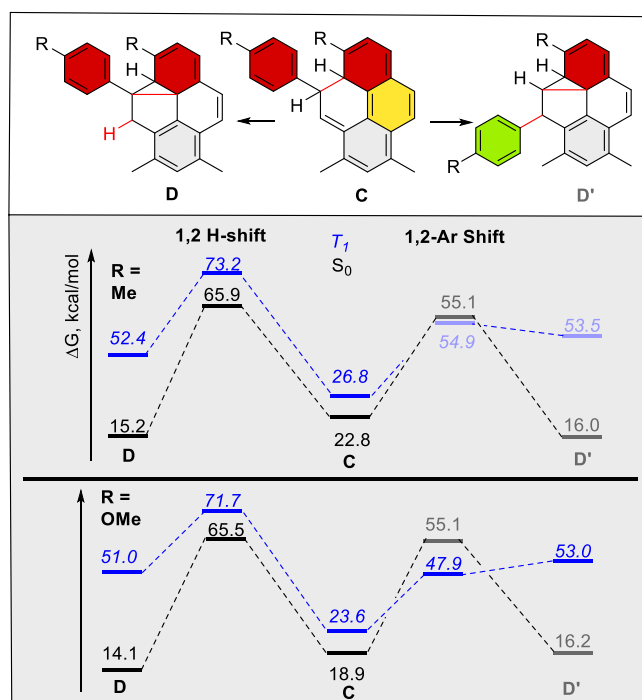 R
R
H
H
D
R
R
H
H
C
R
H
H
R
D'
1,2 H-shift
T1
S0
1,2-Ar Shift
ΔG, kcal/mol
R =
Me
52.4
73.2
65.9
15.2
D
26.8
22.8
C
55.1
54.9
53.5
16.0
D'
R =
OMe
51.0
71.7
65.5
14.1
D
23.6
18.9
C
55.1
47.9
53.0
16.2
D'